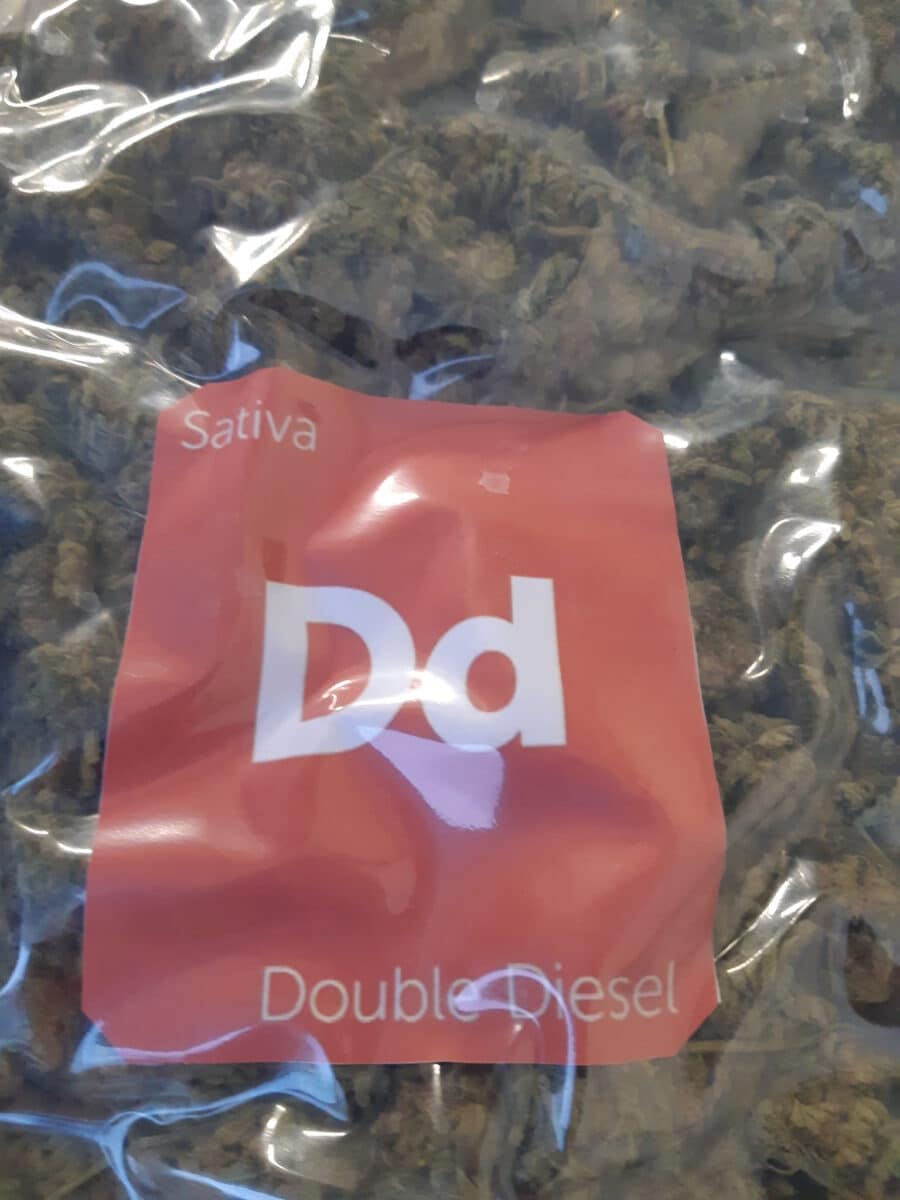 Sativa
Dd
Double Diesel